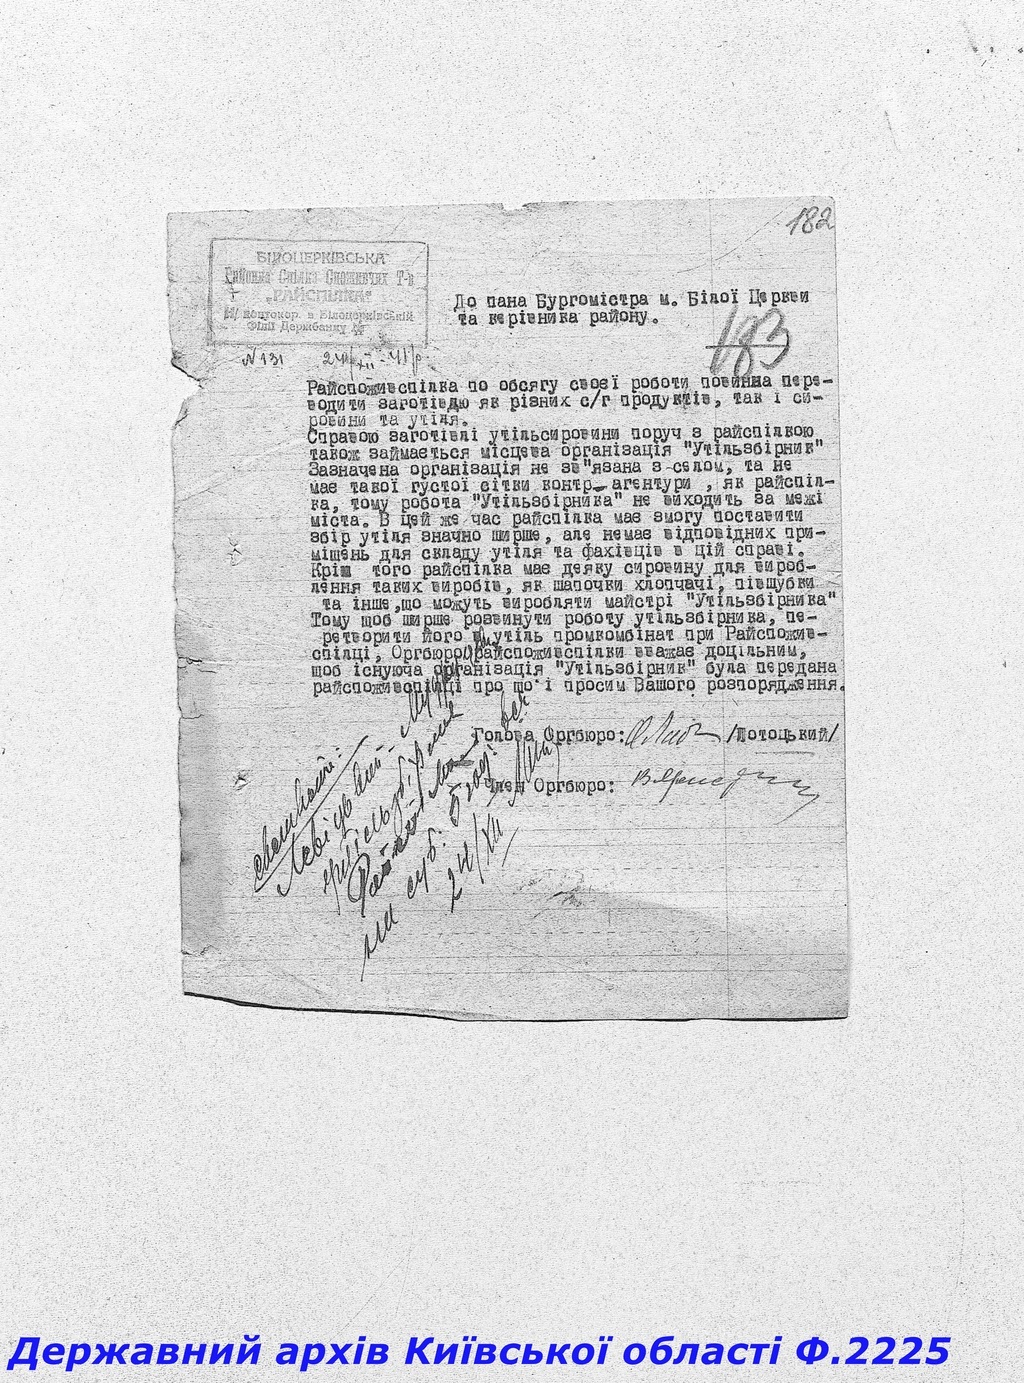 182
БІЛОЦЕРКІВСЬКА
Районна Спілка Споживчих Т-в
„РАЙСПІЛКА"
контокор. в Білоцерківській
Філії Держбанку №
№ 131 24/XII-41 р.
До пана Бургомістра м. Білої Церкви
та керівника району.
183
Райспоживспілка по обсягу своєї роботи повинна пере-
водити заготівлю як різних с/г продуктів, так і си-
ровини та утіля.
Справою заготівлі утільсировини поруч з райспілкою
також займається місцева організація "Утільзбірник"
Зазначена організація не зв"язана з селом, та не
має такої густої сітки контр-агентури , як райспіл-
ка, тому робота "Утільзбірника" не виходить за межі
міста. В цей же час райспілка має змогу поставити
збір утіля значно ширше, але немає відповідних при-
міщень для складу утіля та фахівців в цій справі.
Крім того райспілка має деяку сировину для вироб-
лення таких виробів, як шапочки хлопчачі, півшубки
та інше,що можуть виробляти майстрі "Утільзбірника"
Тому щоб ширше розвинути роботу утільзбірника, пе-
ретворити його в утіль промкомбінат при Райспожив-
спілці, Оргбюро райспоживспілки вважає доцільним,
щоб існуюча організація "Утільзбірник" була передана
райспоживспілці про що і просим Вашого розпорядження.
Голова Оргбюро: /Потоцький/
Член Оргбюро:
24/XII
Державний архів Київської області Ф.2225